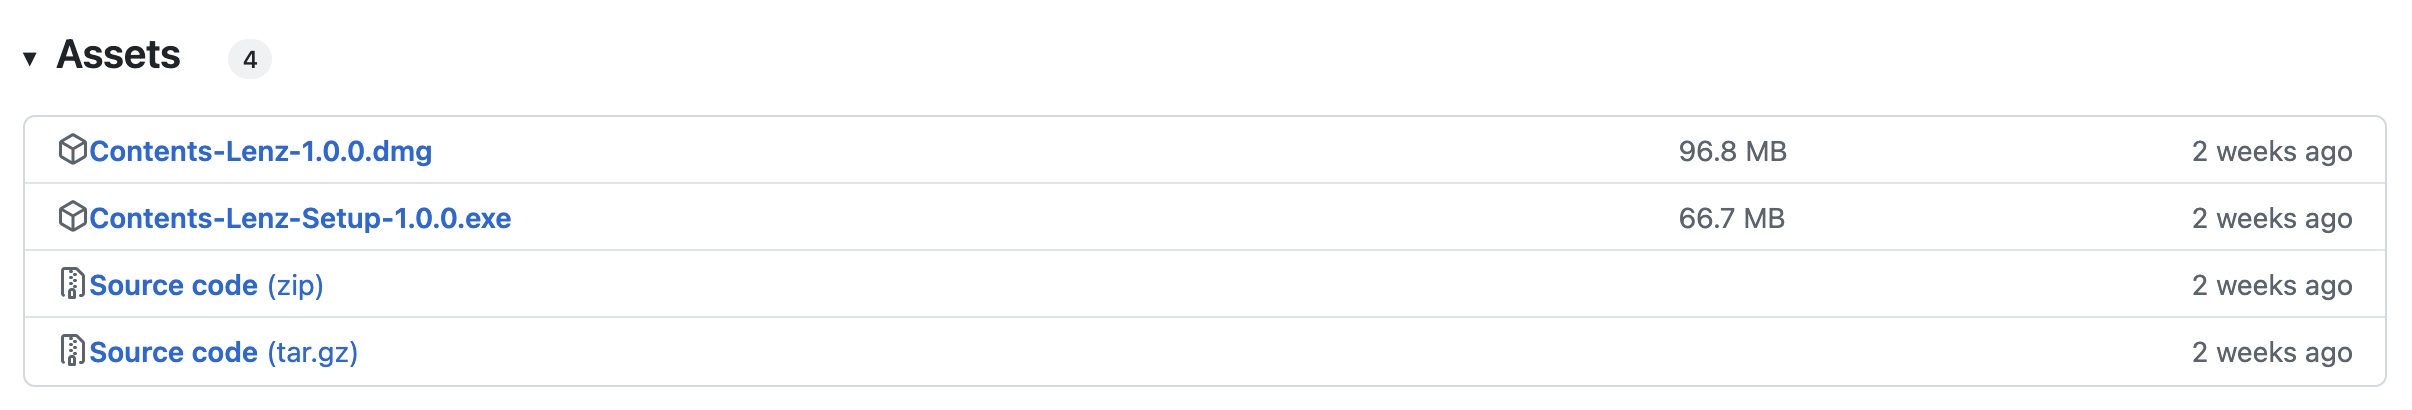 ▾ Assets 4
Contents-Lenz-1.0.0.dmg 96.8 MB 2 weeks ago
Contents-Lenz-Setup-1.0.0.exe 66.7 MB 2 weeks ago
Source code (zip) 2 weeks ago
Source code (tar.gz) 2 weeks ago